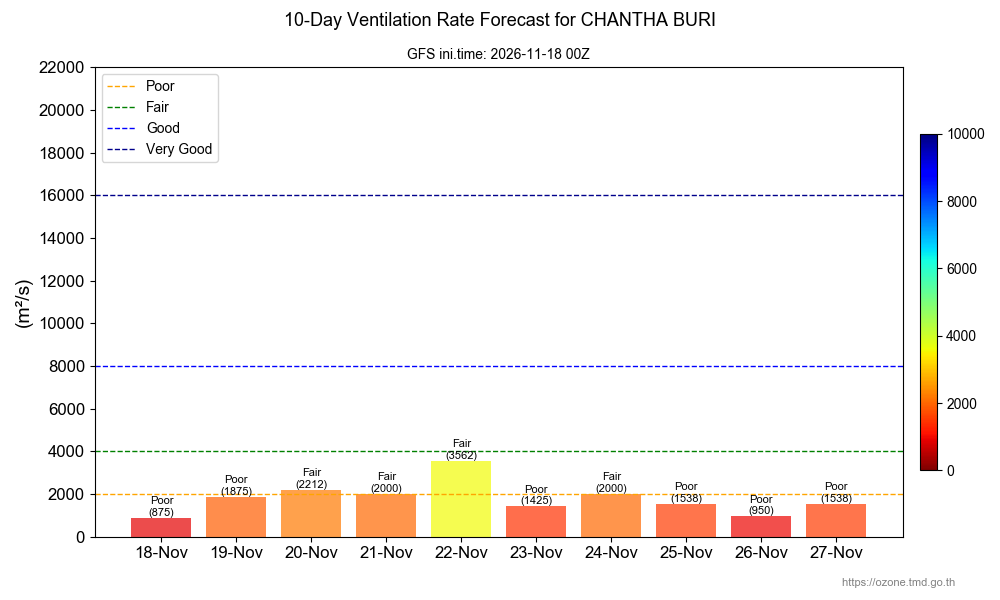 10-Day Ventilation Rate Forecast for CHANTHA BURI
GFS ini.time: 2026-11-18 00Z
(m²/s)
22000
20000
18000
16000
14000
12000
10000
8000
6000
4000
2000
0
Poor
Fair
Good
Very Good
Poor
(875)
Poor
(1875)
Fair
(2212)
Fair
(2000)
Fair
(3562)
Poor
(1425)
Fair
(2000)
Poor
(1538)
Poor
(950)
Poor
(1538)
18-Nov 19-Nov 20-Nov 21-Nov 22-Nov 23-Nov 24-Nov 25-Nov 26-Nov 27-Nov
10000
8000
6000
4000
2000
0
https://ozone.tmd.go.th